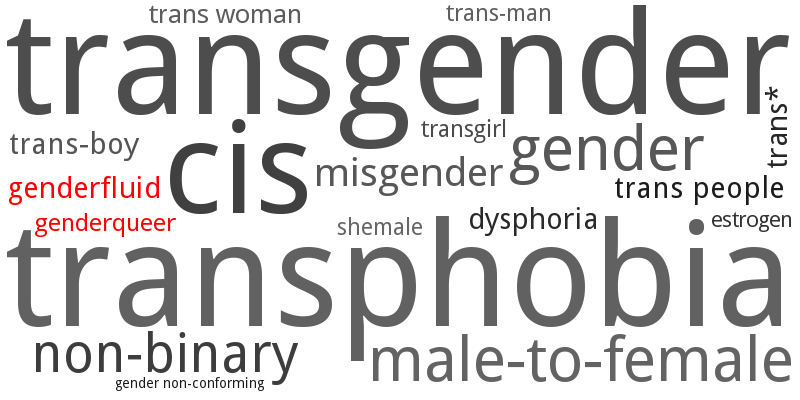 trans woman
trans-man
transgender
trans*
trans-boy
cis
transgirl
gender
misgender
genderfluid
trans people
genderqueer
shemale
dysphoria
estrogen
transphobia
non-binary
male-to-female
gender non-conforming